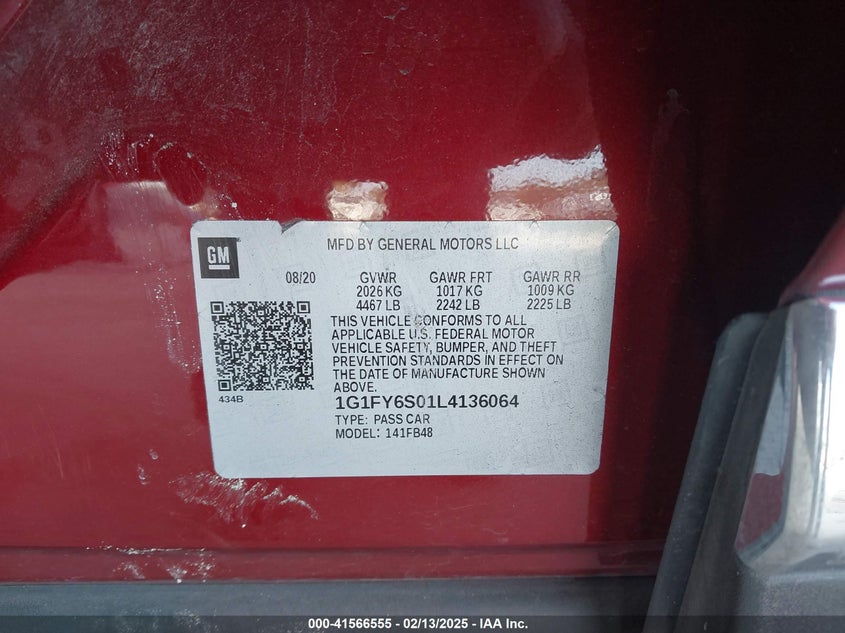 GM
MFD BY GENERAL MOTORS LLC
08/20 GVWR GAWR FRT GAWR RR
2026 KG 1017 KG 1009 KG
4467 LB 2242 LB 2225 LB
THIS VEHICLE CONFORMS TO ALL
APPLICABLE U.S. FEDERAL MOTOR
VEHICLE SAFETY, BUMPER, AND THEFT
PREVENTION STANDARDS IN EFFECT ON
THE DATE OF MANUFACTURE SHOWN
ABOVE.
434B
1G1FY6S01L4136064
TYPE: PASS CAR
MODEL: 141FB48
000-41566555 - 02/13/2025 - IAA Inc.